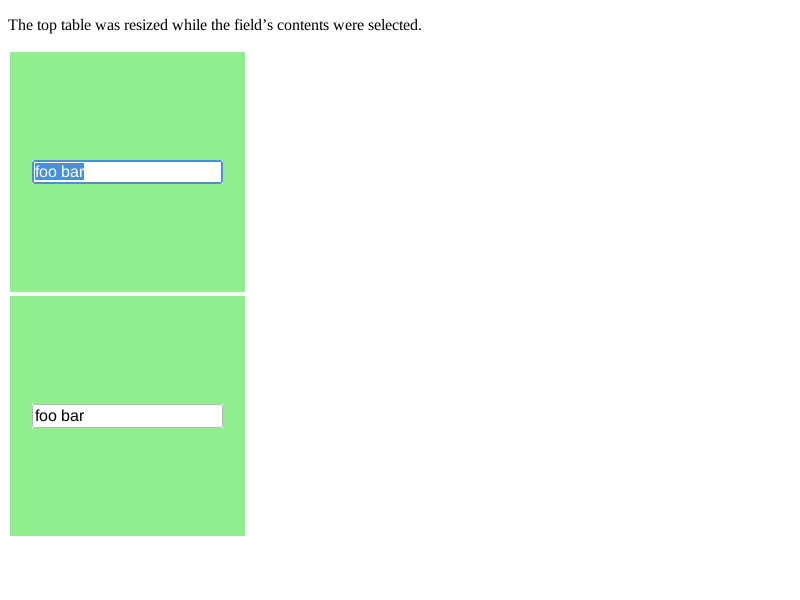 The top table was resized while the field’s contents were selected.
foo bar
foo bar